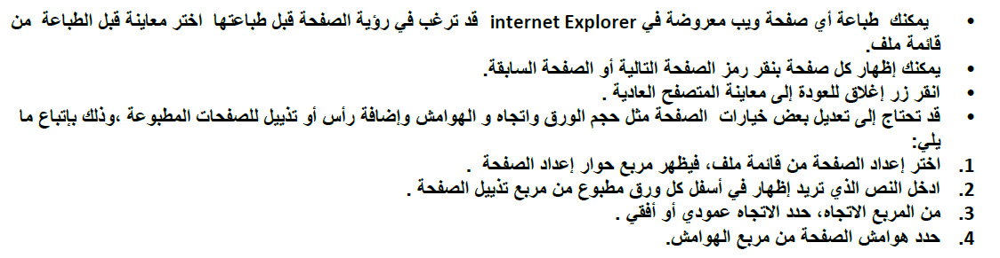 • يمكنك طباعة أي صفحة ويب معروضة في internet Explorer قد ترغب في رؤية الصفحة قبل طباعتها اختر معاينة قبل الطباعة من
قائمة ملف.
• يمكنك إظهار كل صفحة بنقر رمز الصفحة التالية أو الصفحة السابقة.
• انقر زر إغلاق للعودة إلى معاينة المتصفح العادية .
• قد تحتاج إلى تعديل بعض خيارات الصفحة مثل حجم الورق واتجاه و الهوامش وإضافة رأس أو تذييل للصفحات المطبوعة ،وذلك بإتباع ما
يلي:
1. اختر إعداد الصفحة من قائمة ملف، فيظهر مربع حوار إعداد الصفحة .
2. ادخل النص الذي تريد إظهار في أسفل كل ورق مطبوع من مربع تذييل الصفحة .
3. من المربع الاتجاه، حدد الاتجاه عمودي أو أفقي .
4. حدد هوامش الصفحة من مربع الهوامش.